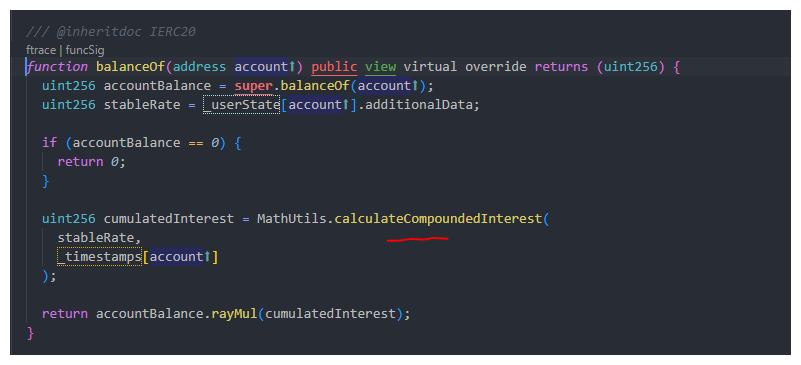 /// @inheritdoc IERC20
ftrace | funcSig
function balanceOf(address account↑) public view virtual override returns (uint256) {
uint256 accountBalance = super.balanceOf(account↑);
uint256 stableRate = _userState[account↑].additionalData;
if (accountBalance == 0) {
return 0;
}
uint256 cumulatedInterest = MathUtils.calculateCompoundedInterest(
stableRate,
_timestamps[account↑]
);
return accountBalance.rayMul(cumulatedInterest);
}